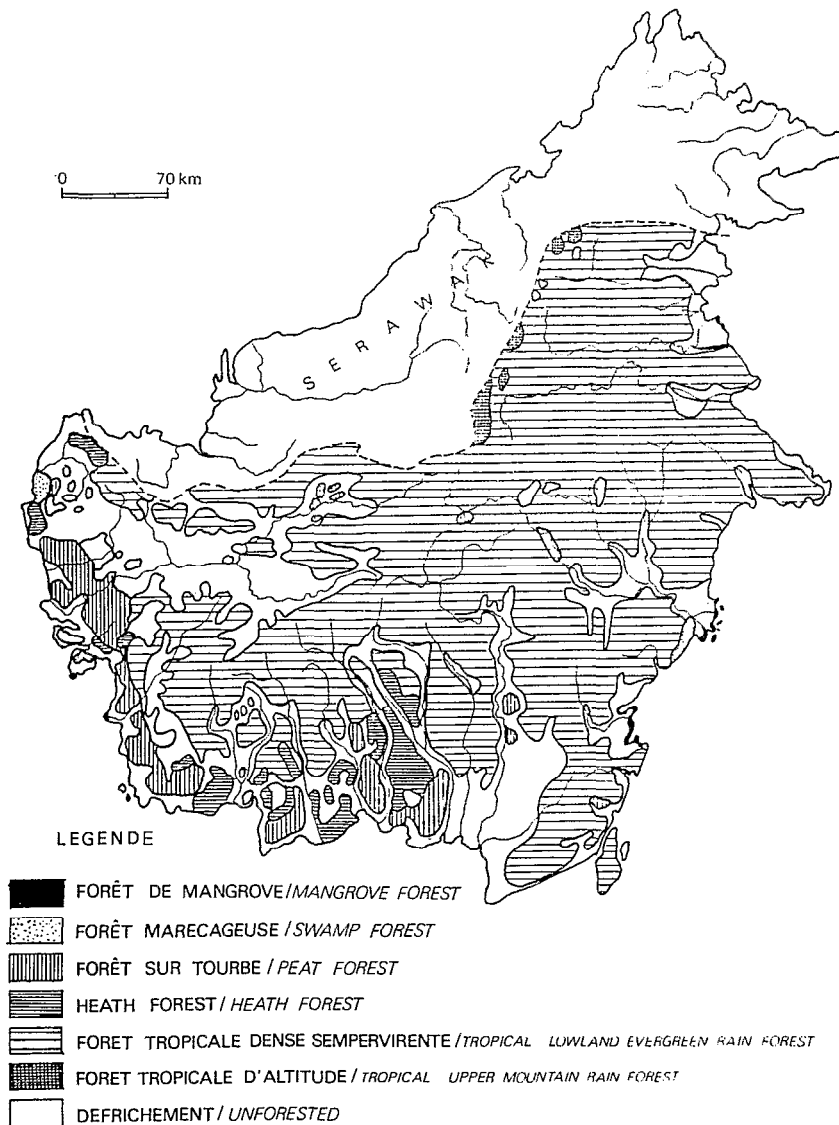 0 70 km
SERAWA
LEGENDE
FORÊT DE MANGROVE / MANGROVE FOREST
FORÊT MARECAGEUSE / SWAMP FOREST
FORÊT SUR TOURBE / PEAT FOREST
HEATH FOREST / HEATH FOREST
FORET TROPICALE DENSE SEMPERVIRENTE / TROPICAL LOWLAND EVERGREEN RAIN FOREST
FORET TROPICALE D'ALTITUDE / TROPICAL UPPER MOUNTAIN RAIN FOREST
DEFRICHEMENT / UNFORESTED